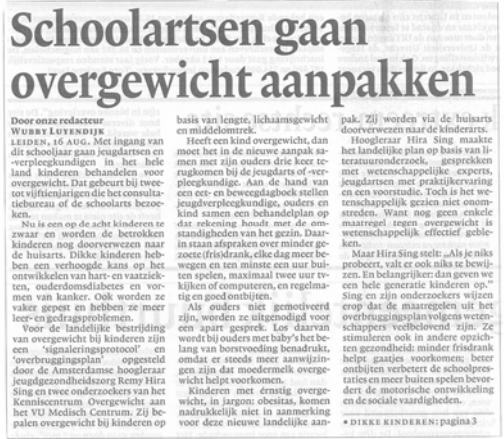 Schoolartsen gaan
overgewicht aanpakken
Door onze redacteur
WUBBY LUYENDIJK
LEIDEN, 16 AUG. Met ingang van
dit schooljaar gaan jeugdartsen en
-verpleegkundigen in het hele
land kinderen behandelen voor
overgewicht. Dat gebeurt bij twee-
tot vijftienjarigen die het consulta-
tiebureau of de schoolarts bezoe-
ken.
Nu is een op de acht kinderen te
zwaar en worden de betrokken
kinderen nog doorverwezen naar
de huisarts. Dikke kinderen heb-
ben een verhoogde kans op het
ontwikkelen van hart- en vaatziek-
ten, ouderdomsdiabetes en vor-
men van kanker. Ook worden ze
vaker gepest en hebben ze meer
leer- en gedragsproblemen.
Voor de landelijke bestrijding
van overgewicht bij kinderen zijn
een 'signaleringsprotocol' en
'overbruggingsplan' opgesteld
door de Amsterdamse hoogleraar
jeugdgezondheidszorg Remy Hira
Sing en twee onderzoekers van het
Kenniscentrum Overgewicht aan
het VU Medisch Centrum. Zij be-
palen overgewicht bij kinderen op
basis van lengte, lichaamsgewicht
en middelomtrek.
Heeft een kind overgewicht, dan
moet het in de nieuwe aanpak sa-
men met zijn ouders drie keer te-
rugkomen bij de jeugdarts of -ver-
pleegkundige. Aan de hand van
een eet- en beweegdagboek stellen
jeugdverpleegkundige, ouders en
kind samen een behandelplan op
dat rekening houdt met de om-
standigheden van het gezin. Daar-
in staan afspraken over minder ge-
zoete (fris)drank, elke dag meer be-
wegen en ten minste een uur bui-
ten spelen, maximaal twee uur tv-
kijken of computeren, en regelma-
tig en goed ontbijten.
Als ouders niet gemotiveerd
zijn, worden ze uitgenodigd voor
een apart gesprek. Los daarvan
wordt bij ouders met baby's het be-
lang van borstvoeding benadrukt,
omdat er steeds meer aanwijzin-
gen zijn dat moedermelk overge-
wicht helpt voorkomen.
Kinderen met érnstig overge-
wicht, in jargon: obesitas, komen
nadrukkelijk niet in aanmerking
voor deze nieuwe landelijke aan-
pak. Zij worden via de huisarts
doorverwezen naar de kinderarts.
Hoogleraar Hira Sing maakte
het landelijke plan op basis van li-
teratuuronderzoek, gesprekken
met wetenschappelijke experts,
jeugdartsen met praktijkervaring
en een voorstudie. Toch is het we-
tenschappelijk gezien niet onom-
streden. Want nog geen enkele
maatregel tegen overgewicht is
wetenschappelijk effectief geble-
ken.
Maar Hira Sing stelt: „Als je niks
probeert, valt er ook niks te bewij-
zen. En belangrijker: dan geven we
een hele generatie kinderen op."
Sing en zijn onderzoekers wijzen
erop dat de maatregelen uit het
overbruggingsplan volgens weten-
schappers veelbelovend zijn. Ze
stimuleren ook in andere opzich-
ten gezondheid: minder frisdrank
helpt gaatjes voorkomen; beter
ontbijten verbetert de schoolpres-
taties en meer buiten spelen bevor-
dert de motorische ontwikkeling
en de sociale vaardigheden.
• DIKKE KINDEREN: pagina 3